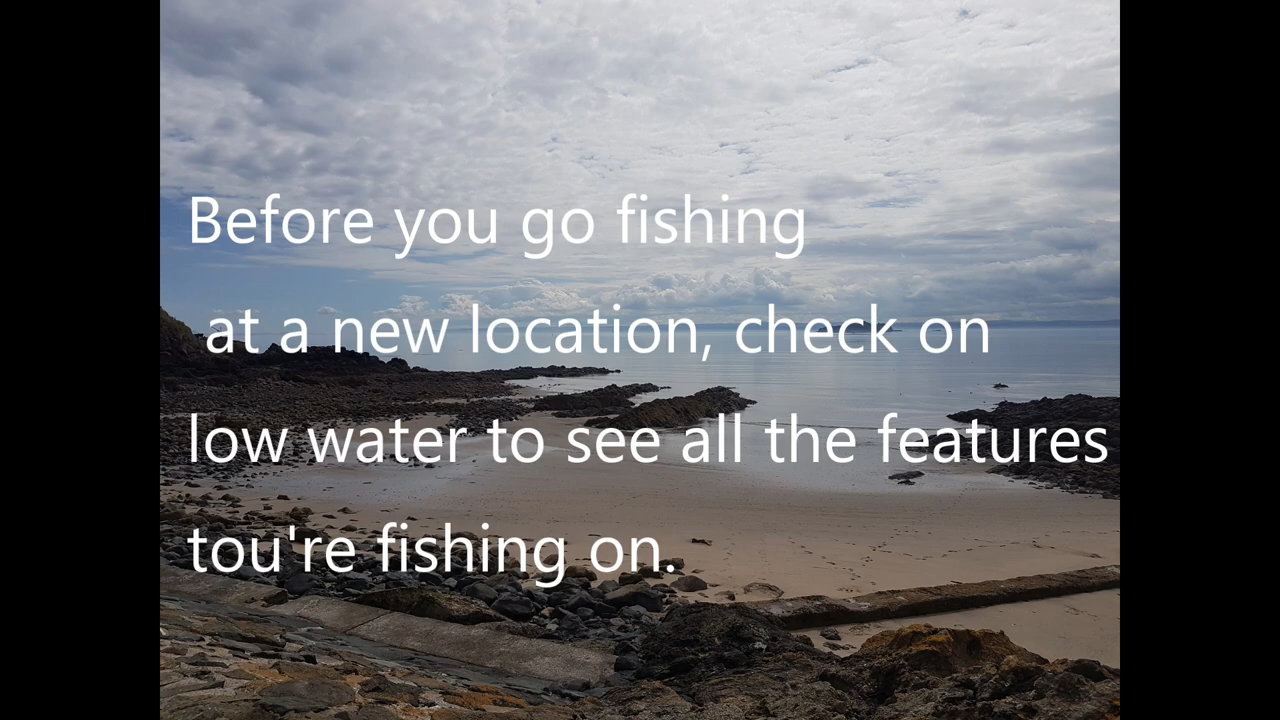 Before you go fishing
at a new location, check on
low water to see all the features
tou're fishing on.